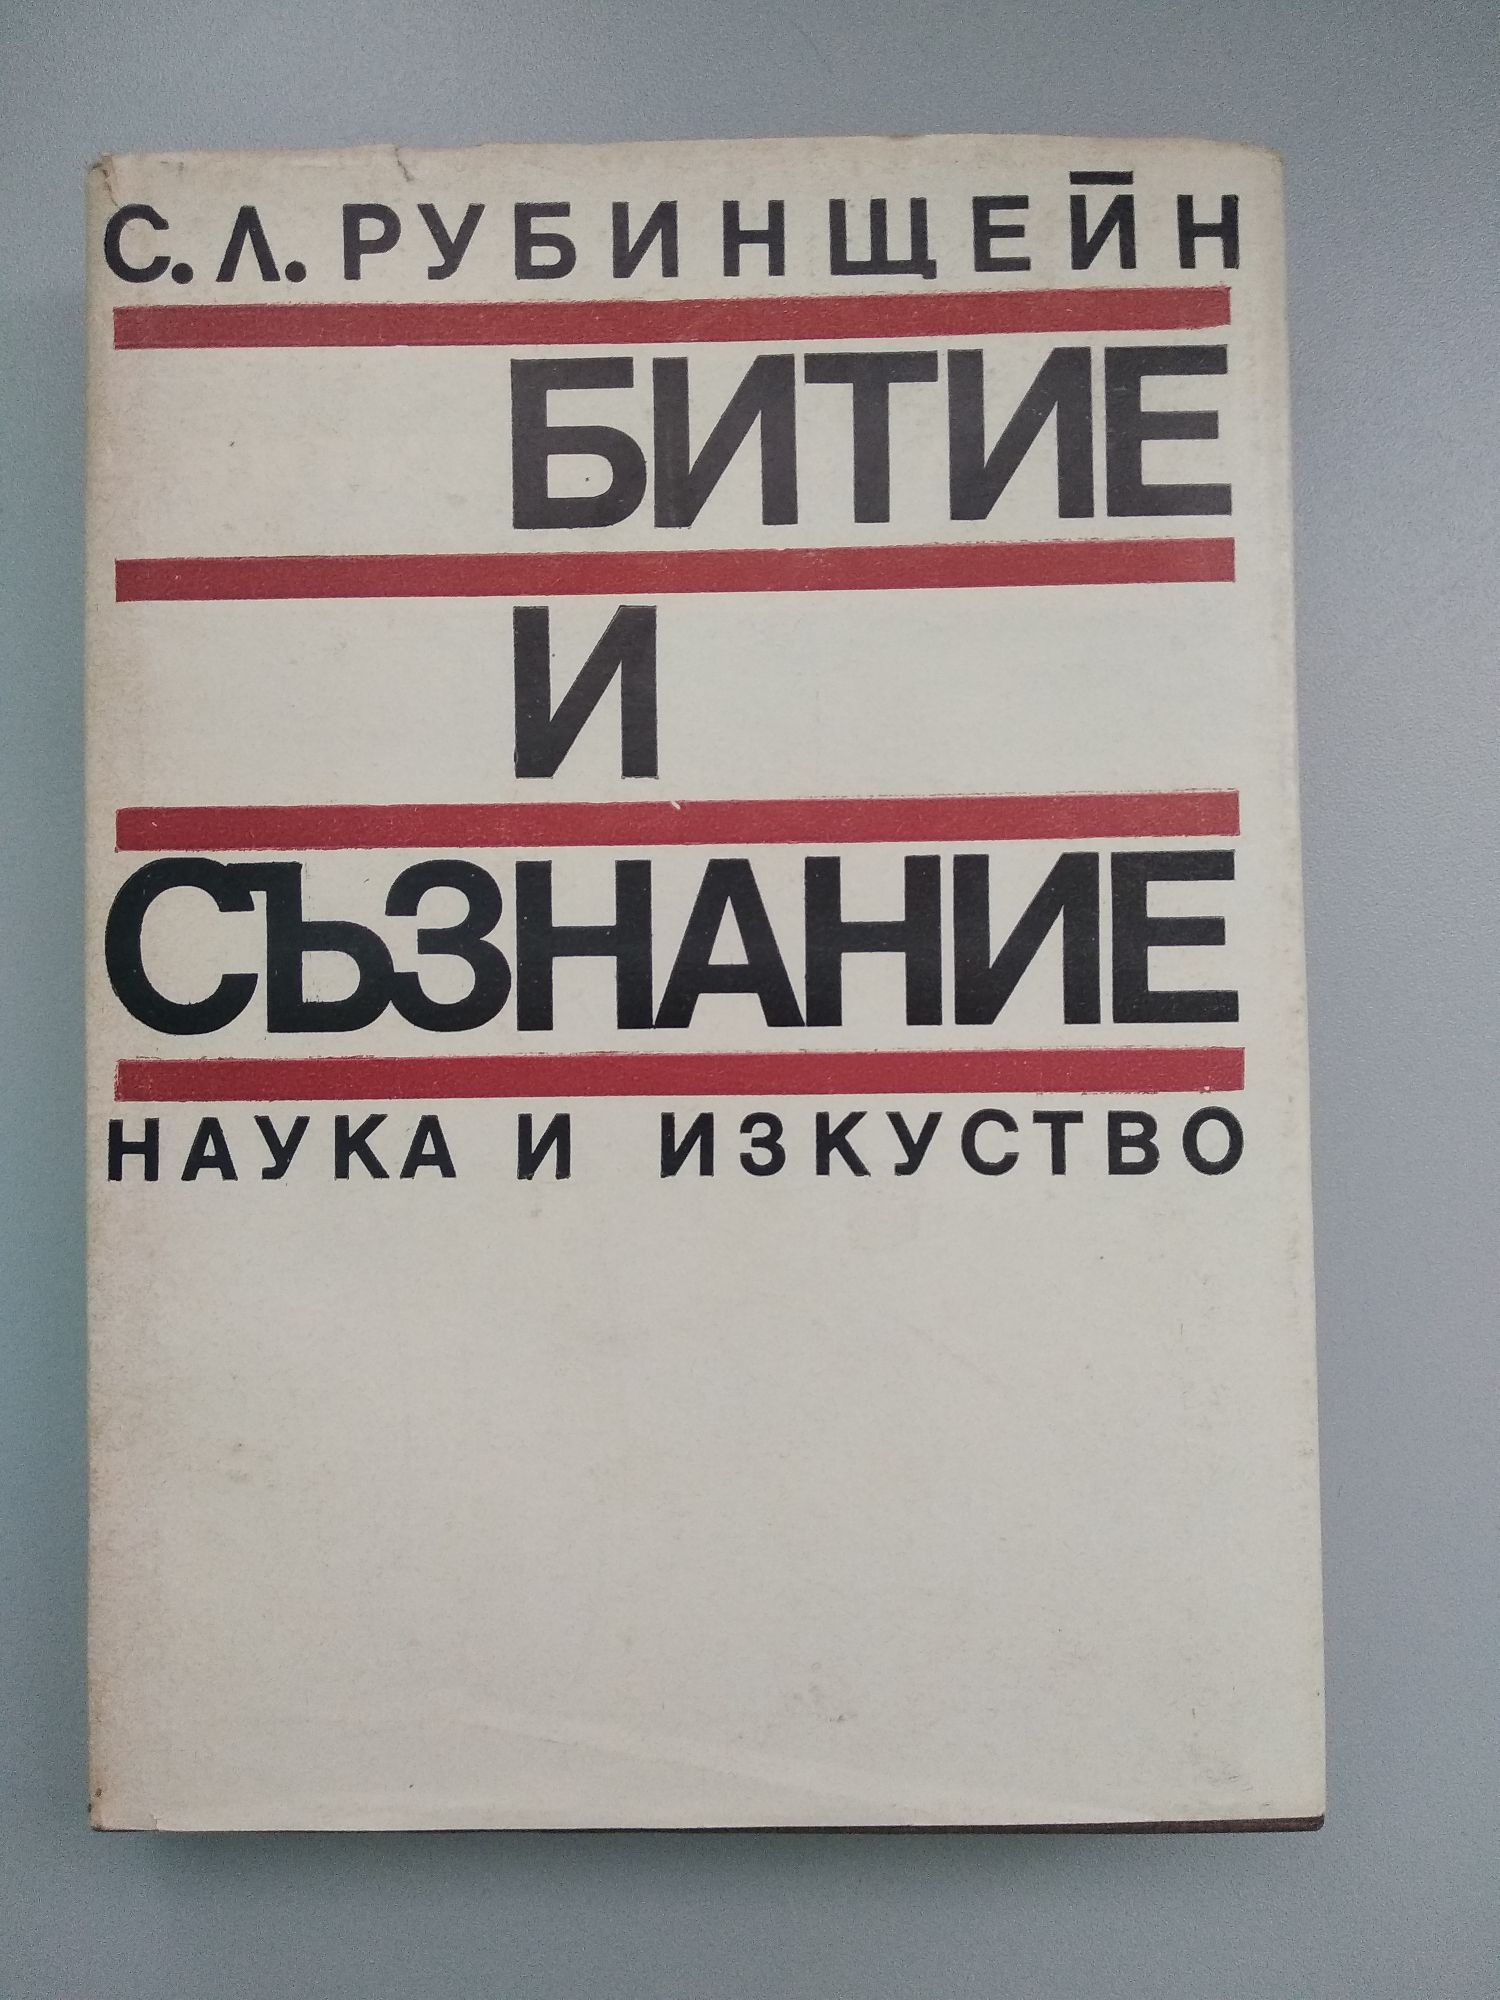 С. Л. РУБИНЩЕЙН
БИТИЕ
И
СЪЗНАНИЕ
НАУКА И ИЗКУСТВО